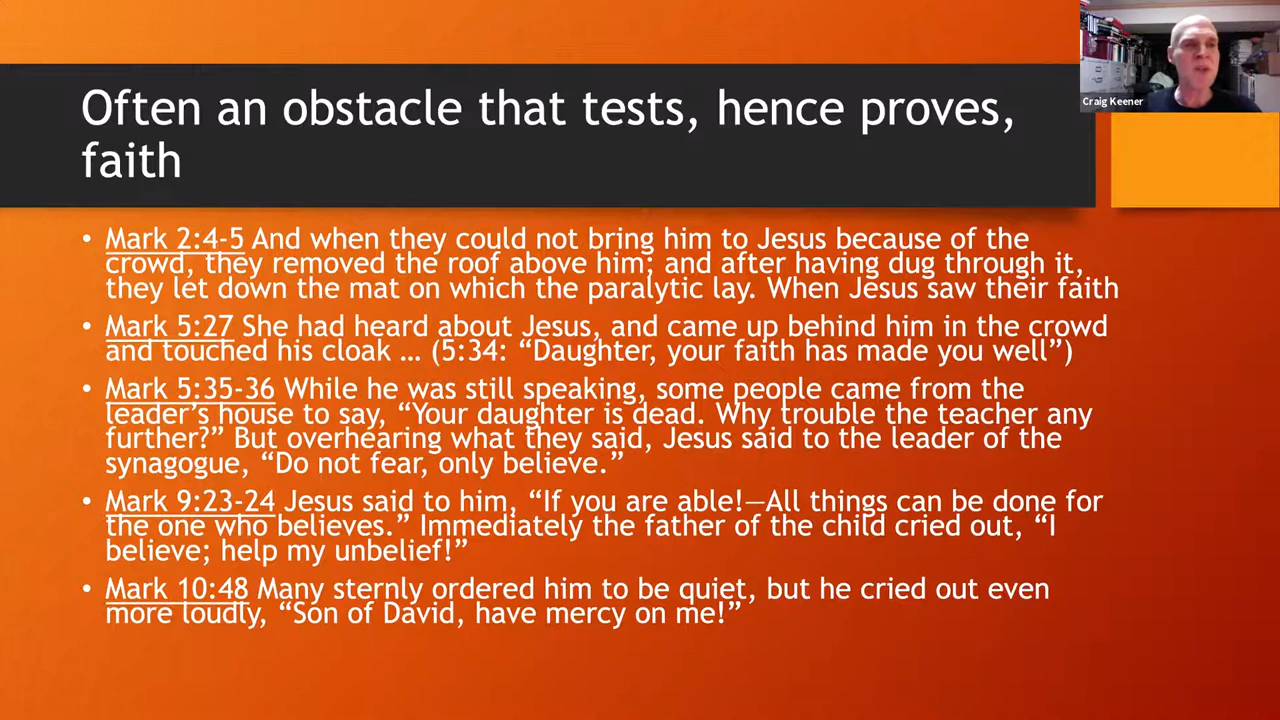 Craig Keener
Often an obstacle that tests, hence proves,
faith
• Mark 2:4-5 And when they could not bring him to Jesus because of the
crowd, they removed the roof above him; and after having dug through it,
they let down the mat on which the paralytic lay. When Jesus saw their faith
• Mark 5:27 She had heard about Jesus, and came up behind him in the crowd
and touched his cloak … (5:34: “Daughter, your faith has made you well”)
• Mark 5:35-36 While he was still speaking, some people came from the
leader’s house to say, “Your daughter is dead. Why trouble the teacher any
further?” But overhearing what they said, Jesus said to the leader of the
synagogue, “Do not fear, only believe.”
• Mark 9:23-24 Jesus said to him, “If you are able!—All things can be done for
the one who believes.” Immediately the father of the child cried out, “I
believe; help my unbelief!”
• Mark 10:48 Many sternly ordered him to be quiet, but he cried out even
more loudly, “Son of David, have mercy on me!”